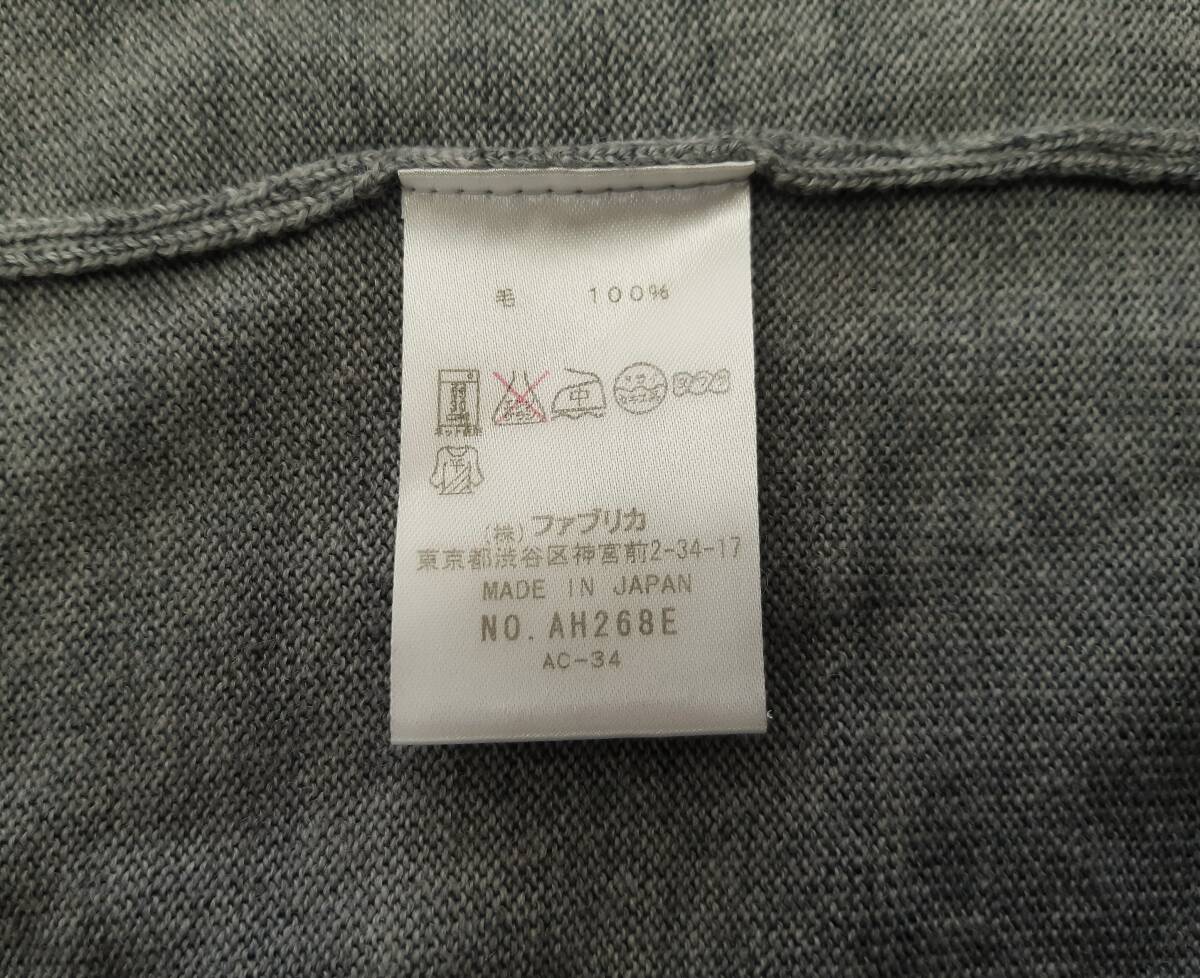 毛 100%
中
(株)ファブリカ
東京都渋谷区神宮前2-34-17
MADE IN JAPAN
NO. AH268E
AC-34